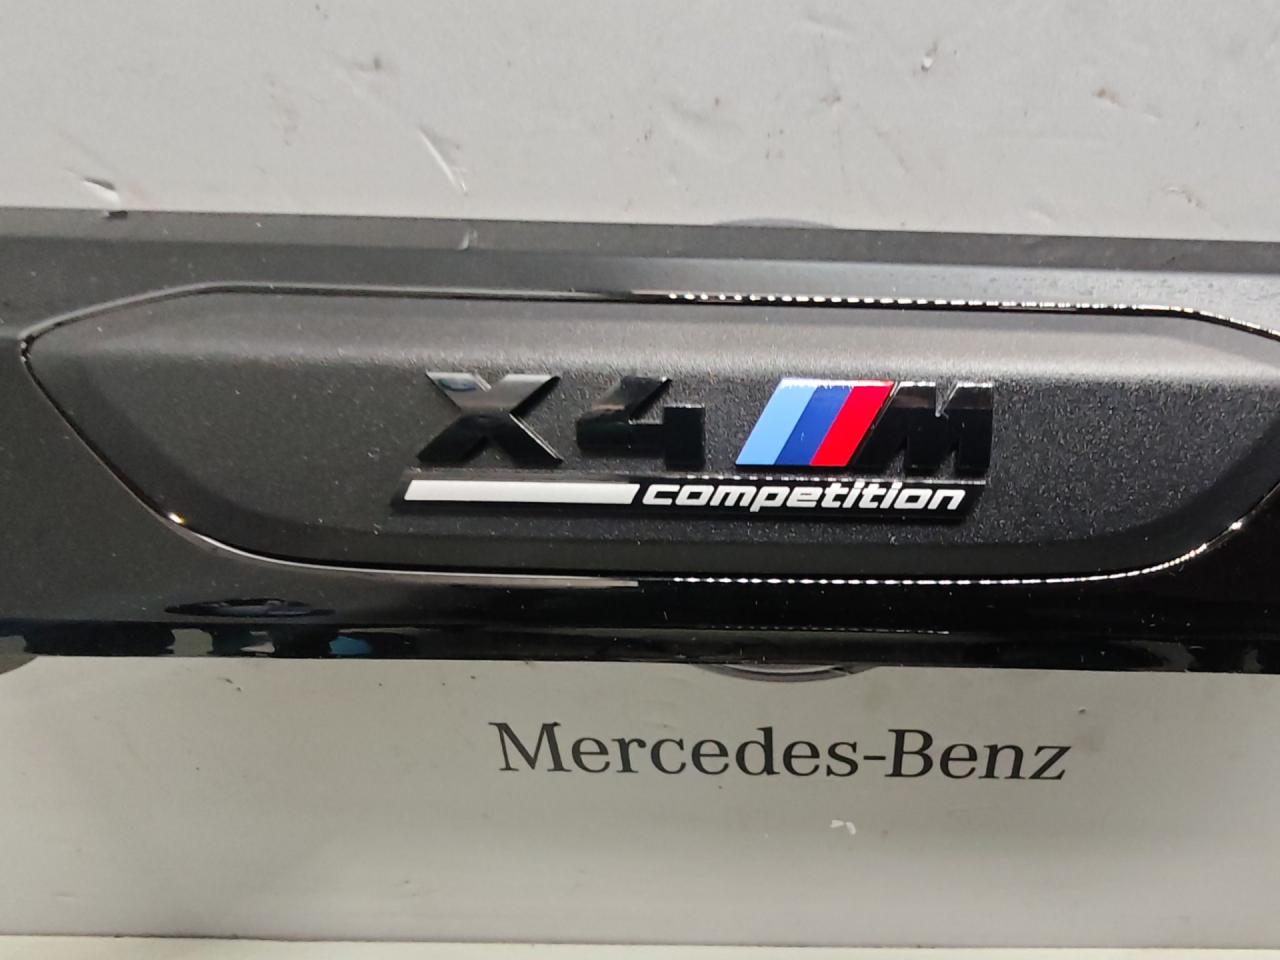 X4 M
competition
Mercedes-Benz